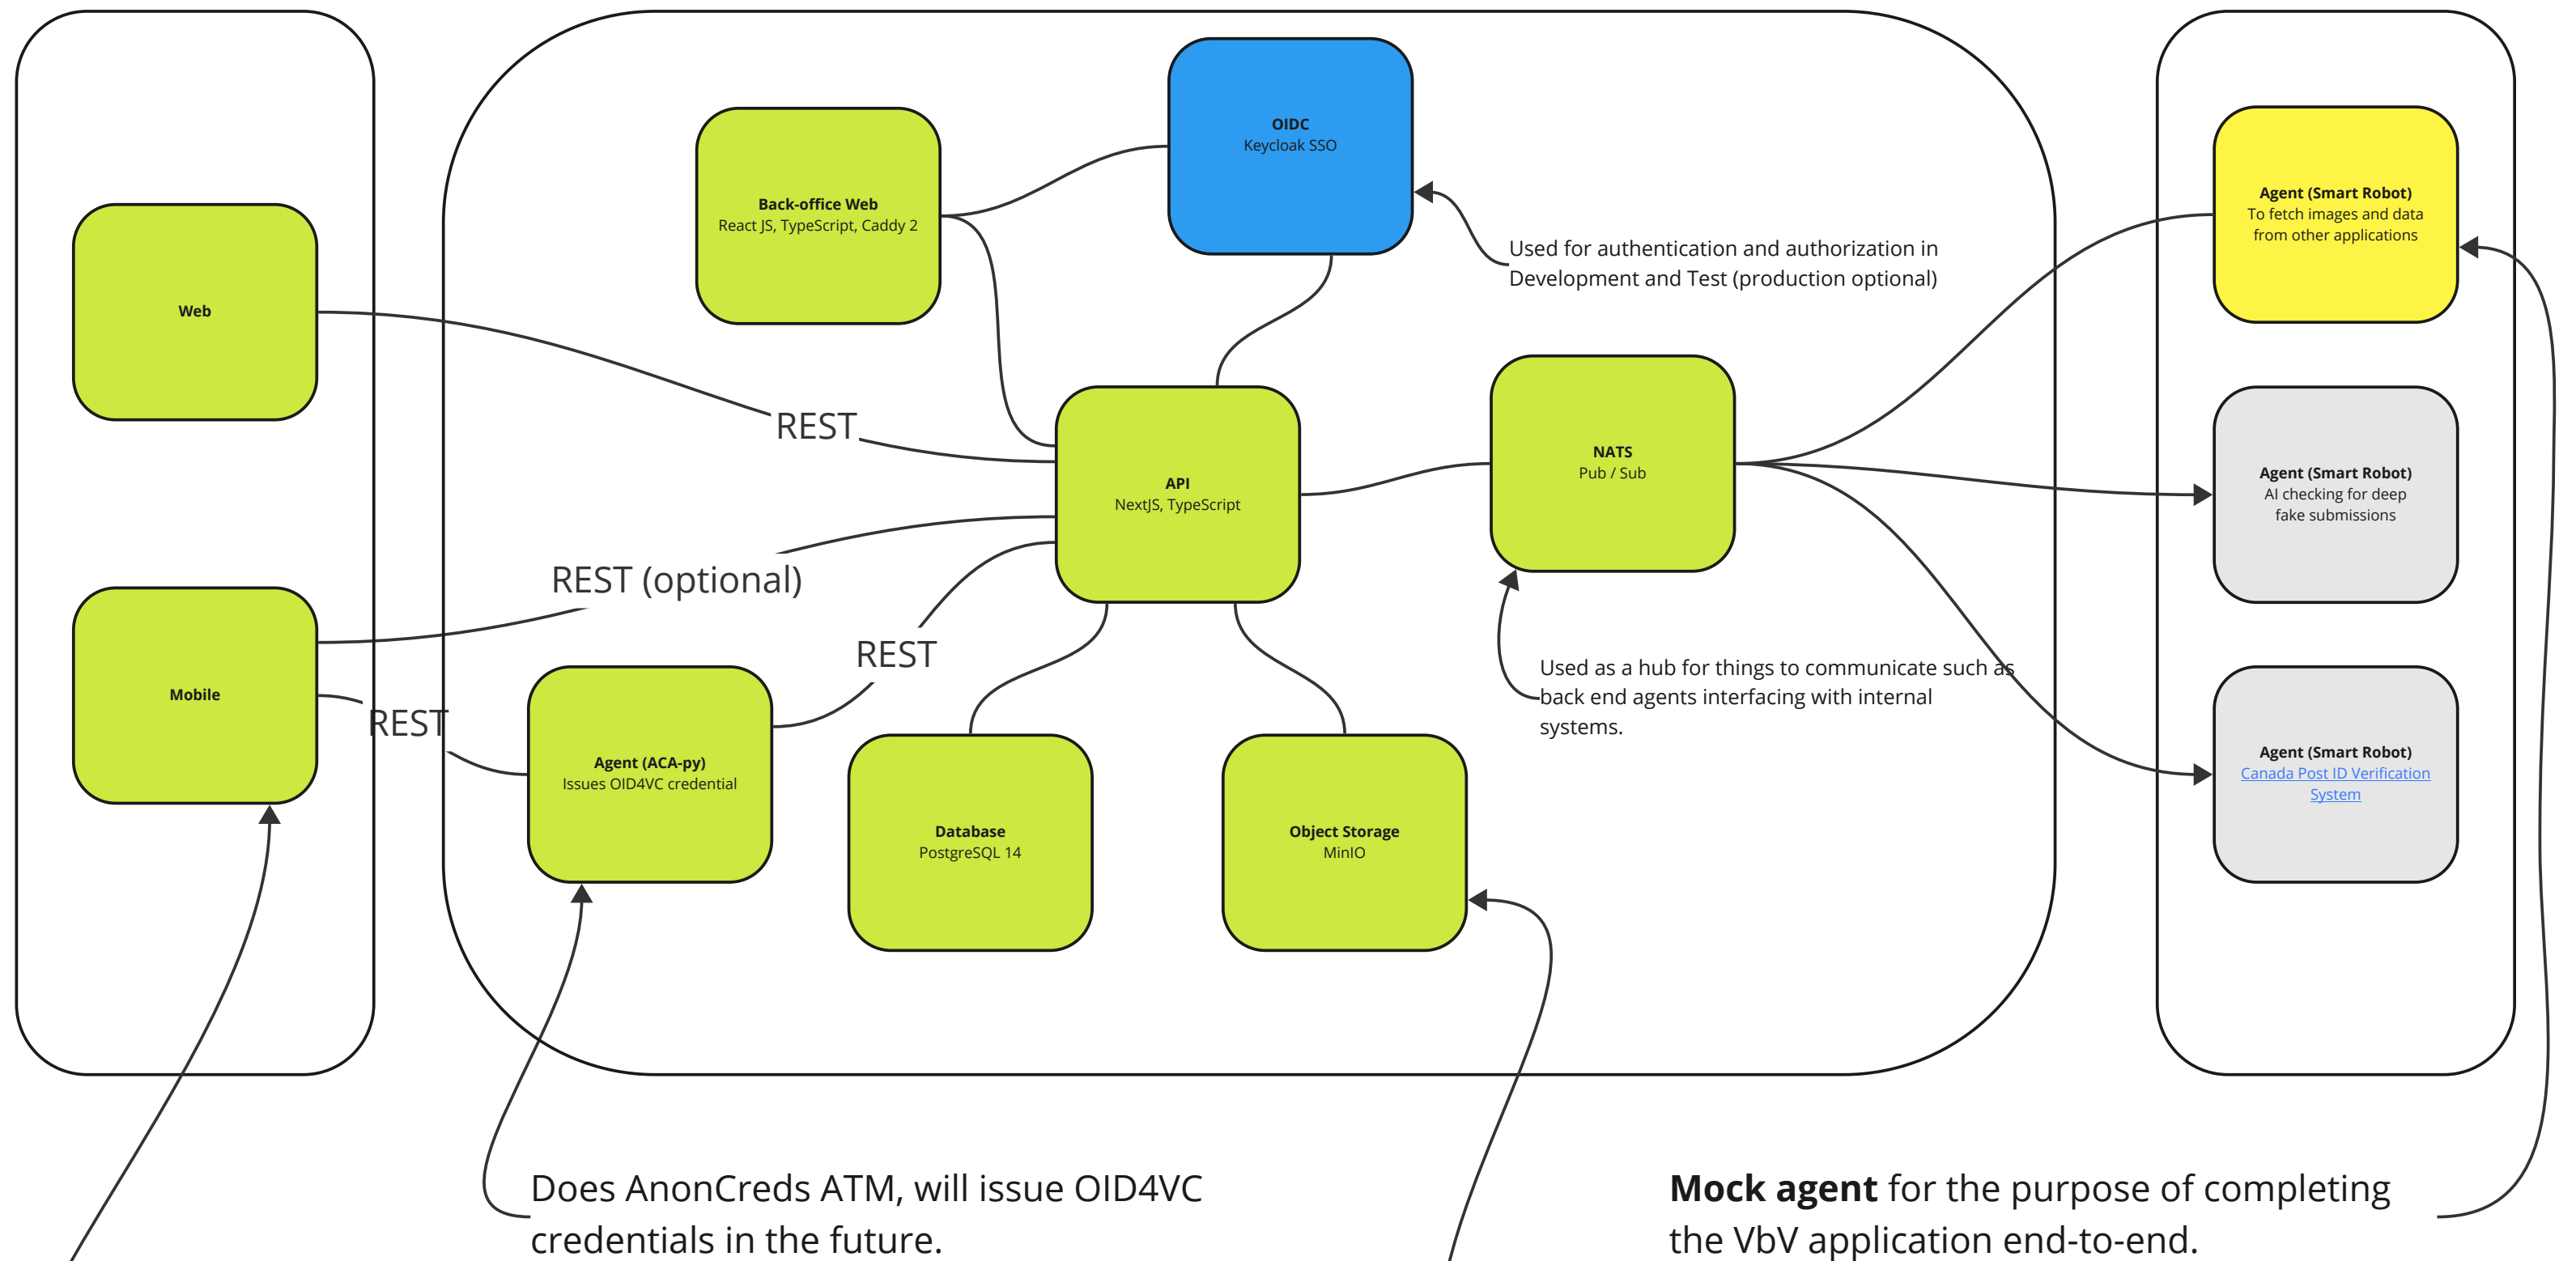 OIDC
Keycloak SSO
Back-office Web
React JS, TypeScript, Caddy 2
Agent (Smart Robot)
To fetch images and data
from other applications
Used for authentication and authorization in
Development and Test (production optional)
Web
REST
NATS
Pub / Sub
API
NextJS, TypeScript
Agent (Smart Robot)
AI checking for deep
fake submissions
REST (optional)
REST
Mobile
REST
Used as a hub for things to communicate such as
back end agents interfacing with internal
systems.
Agent (ACA-py)
Issues OID4VC credential
Agent (Smart Robot)
Canada Post ID Verification
System
Database
PostgreSQL 14
Object Storage
MinIO
Does AnonCreds ATM, will issue OID4VC
credentials in the future.
Mock agent for the purpose of completing
the VbV application end-to-end.